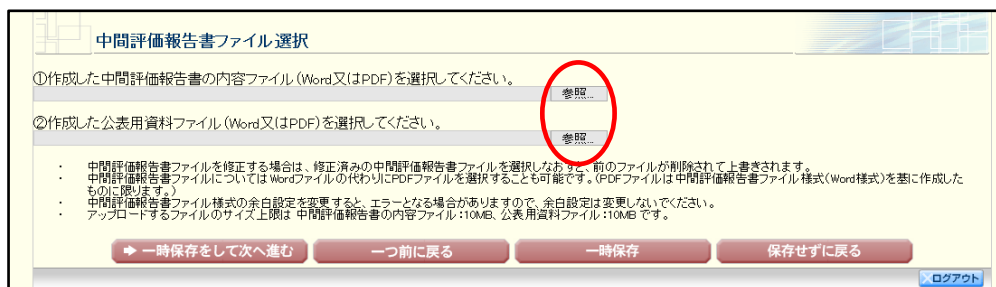 中間評価報告書ファイル選択
①作成した中間評価報告書の内容ファイル（Word又はPDF）を選択してください。
参照...
②作成した公表用資料ファイル（Word又はPDF）を選択してください。
参照...
・ 中間評価報告書ファイルを修正する場合は、修正済みの中間評価報告書ファイルを選択しなおすと、前のファイルが削除されて上書きされます。
・ 中間評価報告書ファイルについてはWordファイルの代わりにPDFファイルを選択することも可能です。（PDFファイルは中間評価報告書ファイル様式（Word様式）を基に作成した
ものに限ります。）
・ 中間評価報告書ファイル様式の余白設定を変更すると、エラーとなる場合がありますので、余白設定は変更しないでください。
・ アップロードするファイルのサイズ上限は 中間評価報告書の内容ファイル：10MB、公表用資料ファイル：10MB です。
一時保存をして次へ進む 一つ前に戻る 一時保存 保存せずに戻る
ログアウト